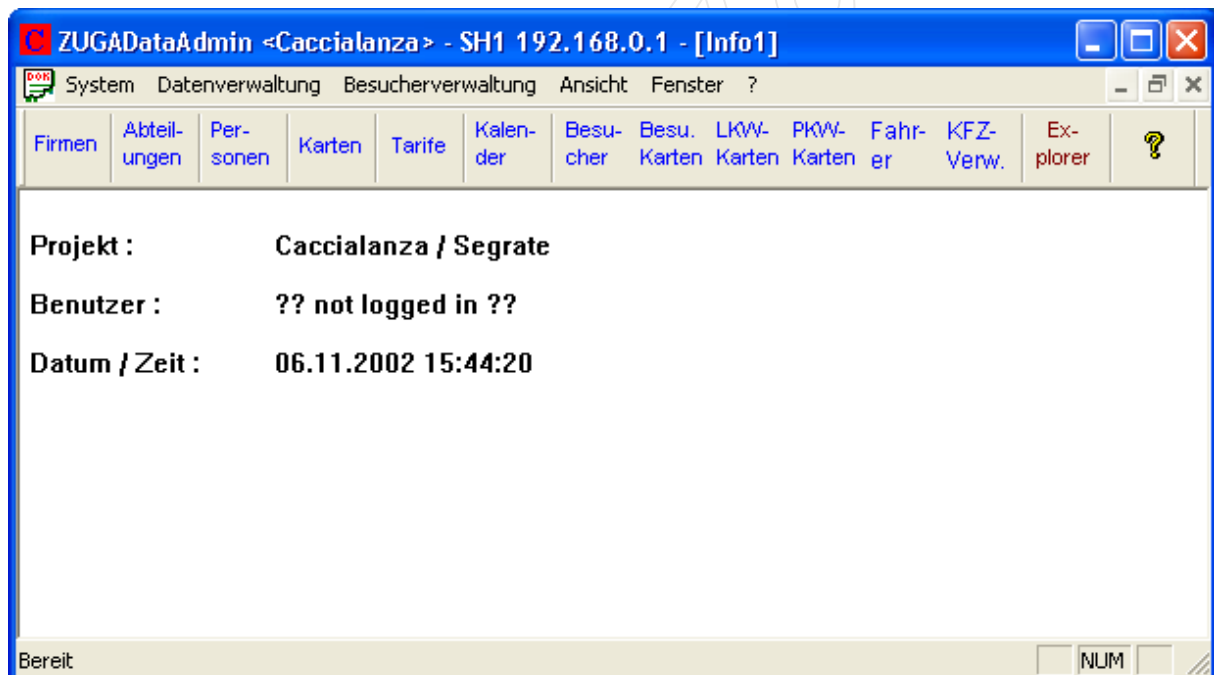 C ZUGADataAdmin <Caccialanza> - SH1 192.168.0.1 - [Info1]
DOK System Datenverwaltung Besucherverwaltung Ansicht Fenster ?
Firmen Abteil- Per- Karten Tarife Kalen- Besu- Besu. LKW- PKW- Fahr- KFZ- Ex- ?
ungen sonen der cher Karten Karten Karten er Verw. plorer
Projekt : Caccialanza / Segrate
Benutzer : ?? not logged in ??
Datum / Zeit : 06.11.2002 15:44:20
Bereit NUM